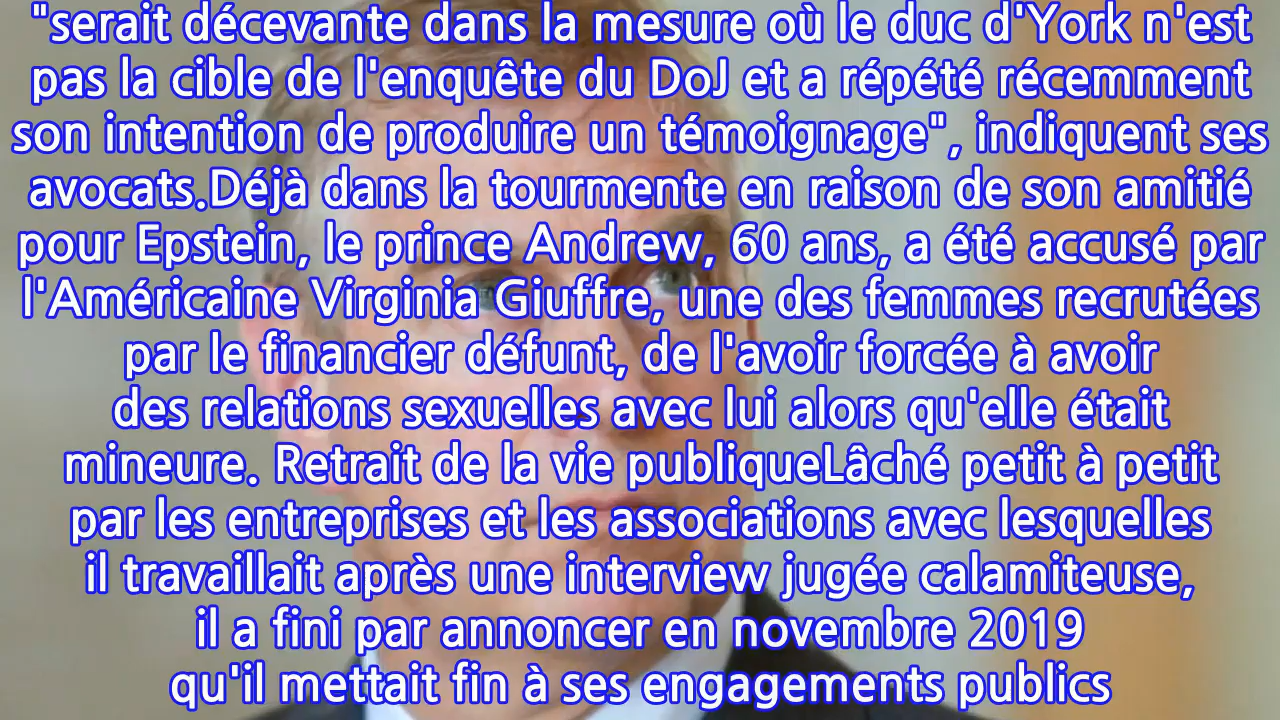 "serait décevante dans la mesure où le duc d'York n'est
pas la cible de l'enquête du DoJ et a répété récemment
son intention de produire un témoignage", indiquent ses
avocats.Déjà dans la tourmente en raison de son amitié
pour Epstein, le prince Andrew, 60 ans, a été accusé par
l'Américaine Virginia Giuffre, une des femmes recrutées
par le financier défunt, de l'avoir forcée à avoir
des relations sexuelles avec lui alors qu'elle était
mineure. Retrait de la vie publiqueLâché petit à petit
par les entreprises et les associations avec lesquelles
il travaillait après une interview jugée calamiteuse,
il a fini par annoncer en novembre 2019
qu'il mettait fin à ses engagements publics